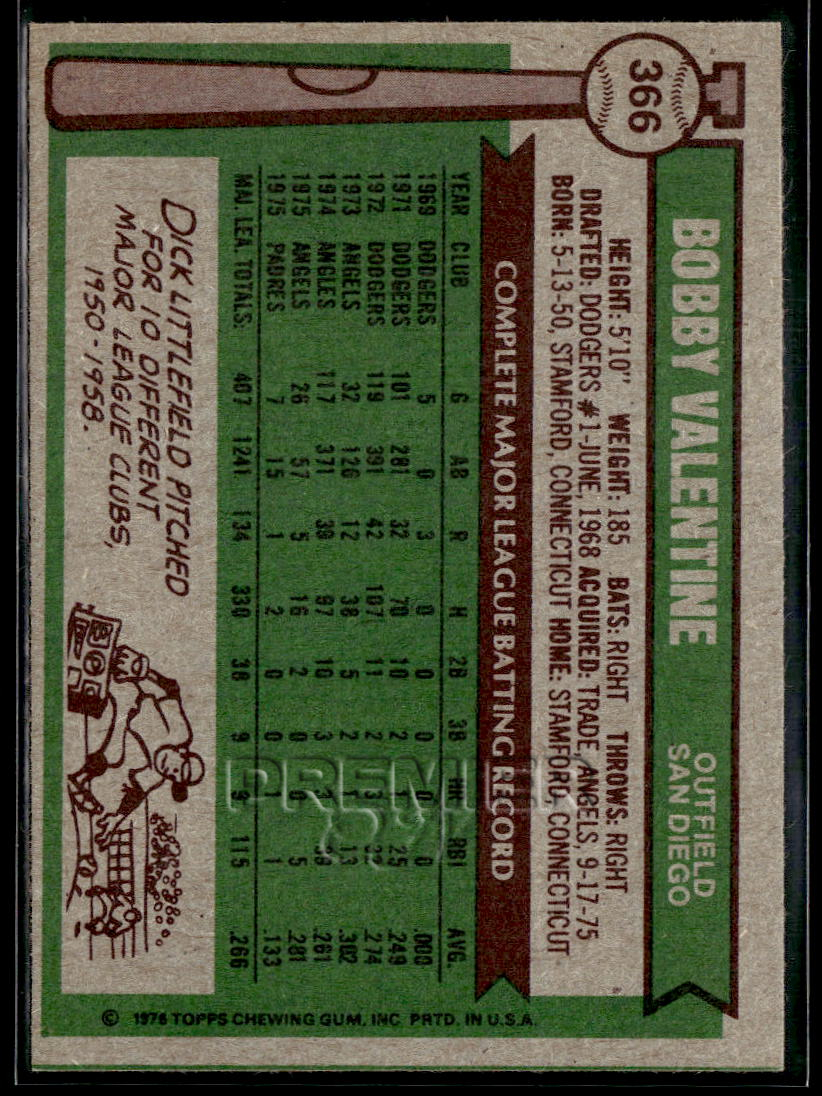 366
BOBBY VALENTINE
OUTFIELD
SAN DIEGO
HEIGHT: 5'10" WEIGHT: 185 BATS: RIGHT THROWS: RIGHT
DRAFTED: DODGERS #1-JUNE, 1968 ACQUIRED: TRADE, ANGELS, 9-17-75
BORN: 5-13-50, STAMFORD, CONNECTICUT HOME: STAMFORD, CONNECTICUT
COMPLETE MAJOR LEAGUE BATTING RECORD
YEAR CLUB G AB R H 2B 3B HR RBI AVG.
1969 DODGERS 5 0 3 0 0 0 0 0 .000
1971 DODGERS 101 281 32 70 10 2 1 25 .249
1972 DODGERS 119 391 42 107 11 2 3 32 .274
1973 ANGELS 32 126 12 38 5 2 1 13 .302
1974 ANGLES 117 371 39 97 10 3 3 39 .261
1975 ANGELS 26 57 5 16 2 0 0 5 .281
1975 PADRES 7 15 1 2 0 0 1 1 .133
MAJ. LEA. TOTALS: 407 1241 134 330 38 9 9 115 .266
DICK LITTLEFIELD PITCHED
FOR 10 DIFFERENT
MAJOR LEAGUE CLUBS,
1950-1958.
© 1976 TOPPS CHEWING GUM, INC. PRTD. IN U.S.A.